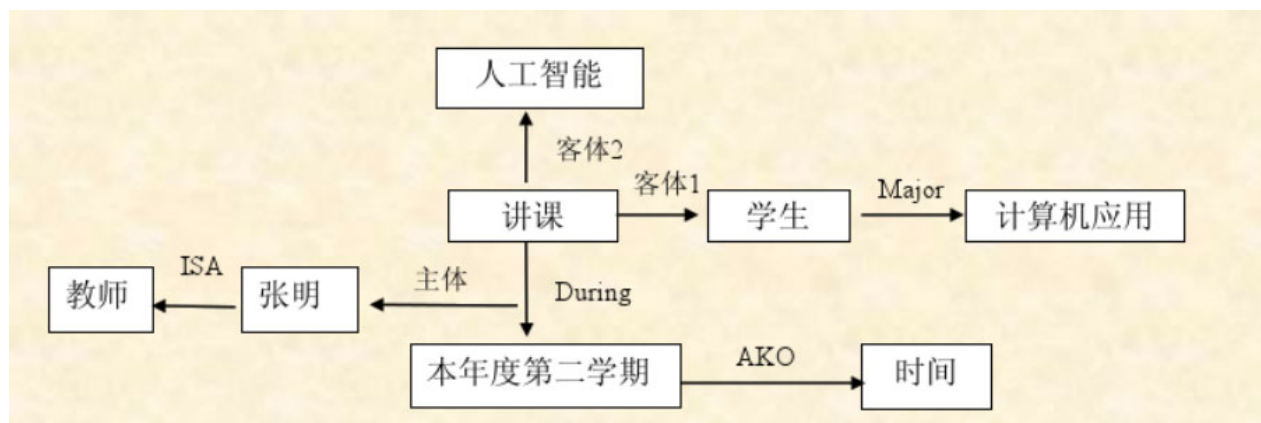 人工智能
客体2
客体1
讲课
学生
Major
计算机应用
ISA
教师
张明
主体
During
本年度第二学期
AKO
时间